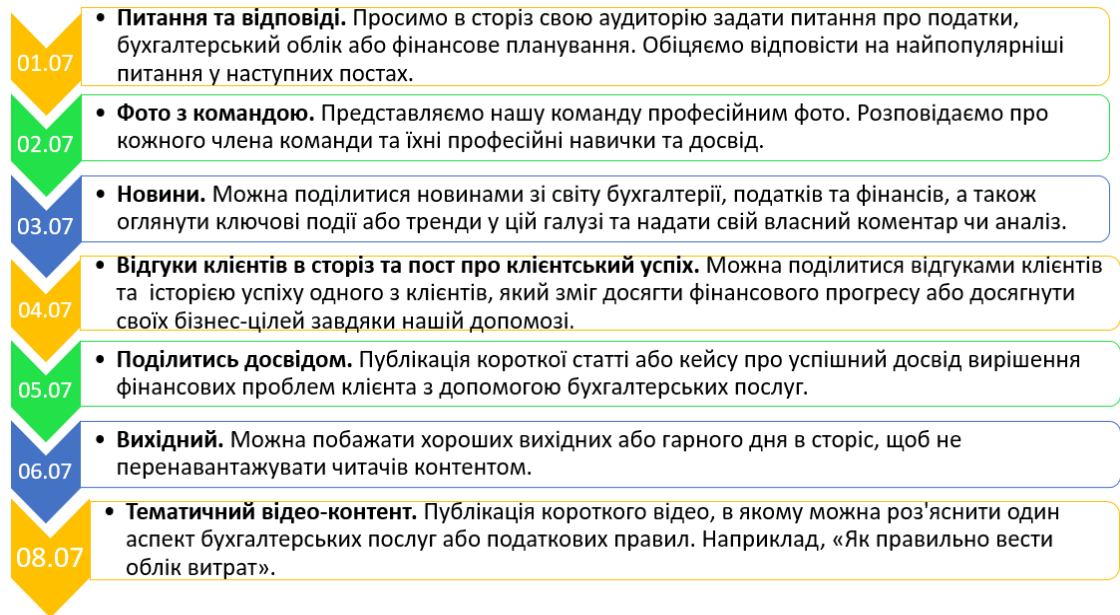 01.07
• Питання та відповіді. Просимо в сторіз свою аудиторію задати питання про податки,
бухгалтерський облік або фінансове планування. Обіцяємо відповісти на найпопулярніші
питання у наступних постах.
02.07
• Фото з командою. Представляємо нашу команду професійним фото. Розповідаємо про
кожного члена команди та їхні професійні навички та досвід.
03.07
• Новини. Можна поділитися новинами зі світу бухгалтерії, податків та фінансів, а також
оглянути ключові події або тренди у цій галузі та надати свій власний коментар чи аналіз.
04.07
• Відгуки клієнтів в сторіз та пост про клієнтський успіх. Можна поділитися відгуками клієнтів
та  історією успіху одного з клієнтів, який зміг досягти фінансового прогресу або досягнути
своїх бізнес-цілей завдяки нашій допомозі.
05.07
• Поділитись досвідом. Публікація короткої статті або кейсу про успішний досвід вирішення
фінансових проблем клієнта з допомогою бухгалтерських послуг.
06.07
• Вихідний. Можна побажати хороших вихідних або гарного дня в сторіс, щоб не
перенавантажувати читачів контентом.
08.07
• Тематичний відео-контент. Публікація короткого відео, в якому можна роз'яснити один
аспект бухгалтерських послуг або податкових правил. Наприклад, «Як правильно вести
облік витрат».